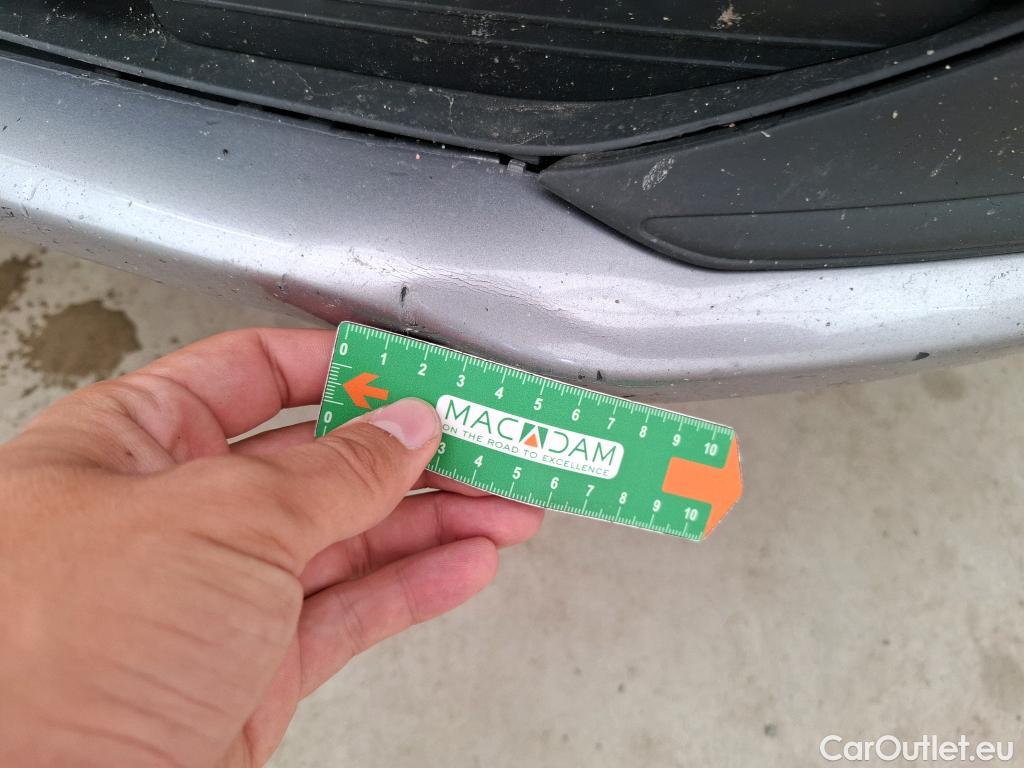 0 1 2 3 4 5 6 7 8 9 10
MACADAM
ON THE ROAD TO EXCELLENCE
0 3 4 5 6 7 8 9 10
CarOutlet.eu